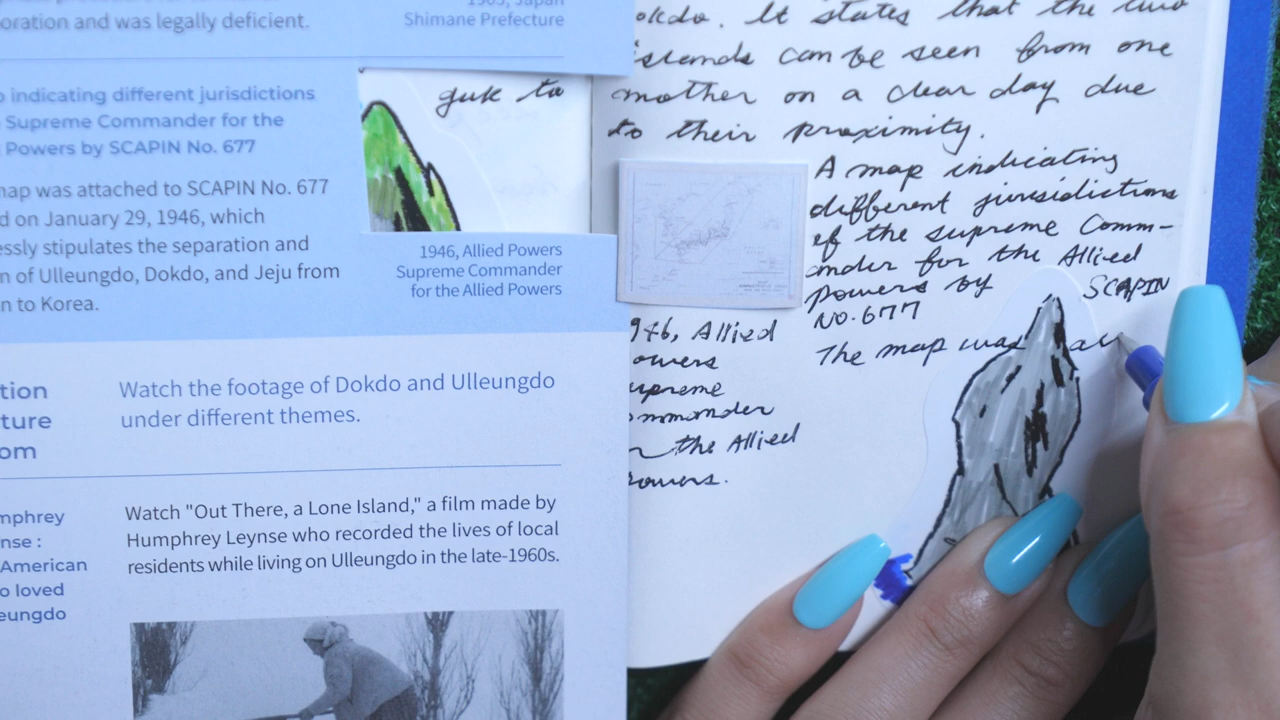 oration and was legally deficient.
1905, Japan
Shimane Prefecture
indicating different jurisdictions
Supreme Commander for the
Powers by SCAPIN No. 677
map was attached to SCAPIN No. 677
d on January 29, 1946, which
essly stipulates the separation and
n of Ulleungdo, Dokdo, and Jeju from
n to Korea.
1946, Allied Powers
Supreme Commander
for the Allied Powers
tion
ture
om
Watch the footage of Dokdo and Ulleungdo
under different themes.
mphrey
nse :
American
o loved
eungdo
Watch "Out There, a Lone Island," a film made by
Humphrey Leynse who recorded the lives of local
residents while living on Ulleungdo in the late-1960s.
guk to
okdo. It states that the two
islands can be seen from one
another on a clear day due
to their proximity.
A map indicating
different jurisidictions
of the supreme Comm-
ander for the Allied
powers by SCAPIN
NO. 677
The map was a
946, Allied
owers
upreme
ommander
the Allied
owers.